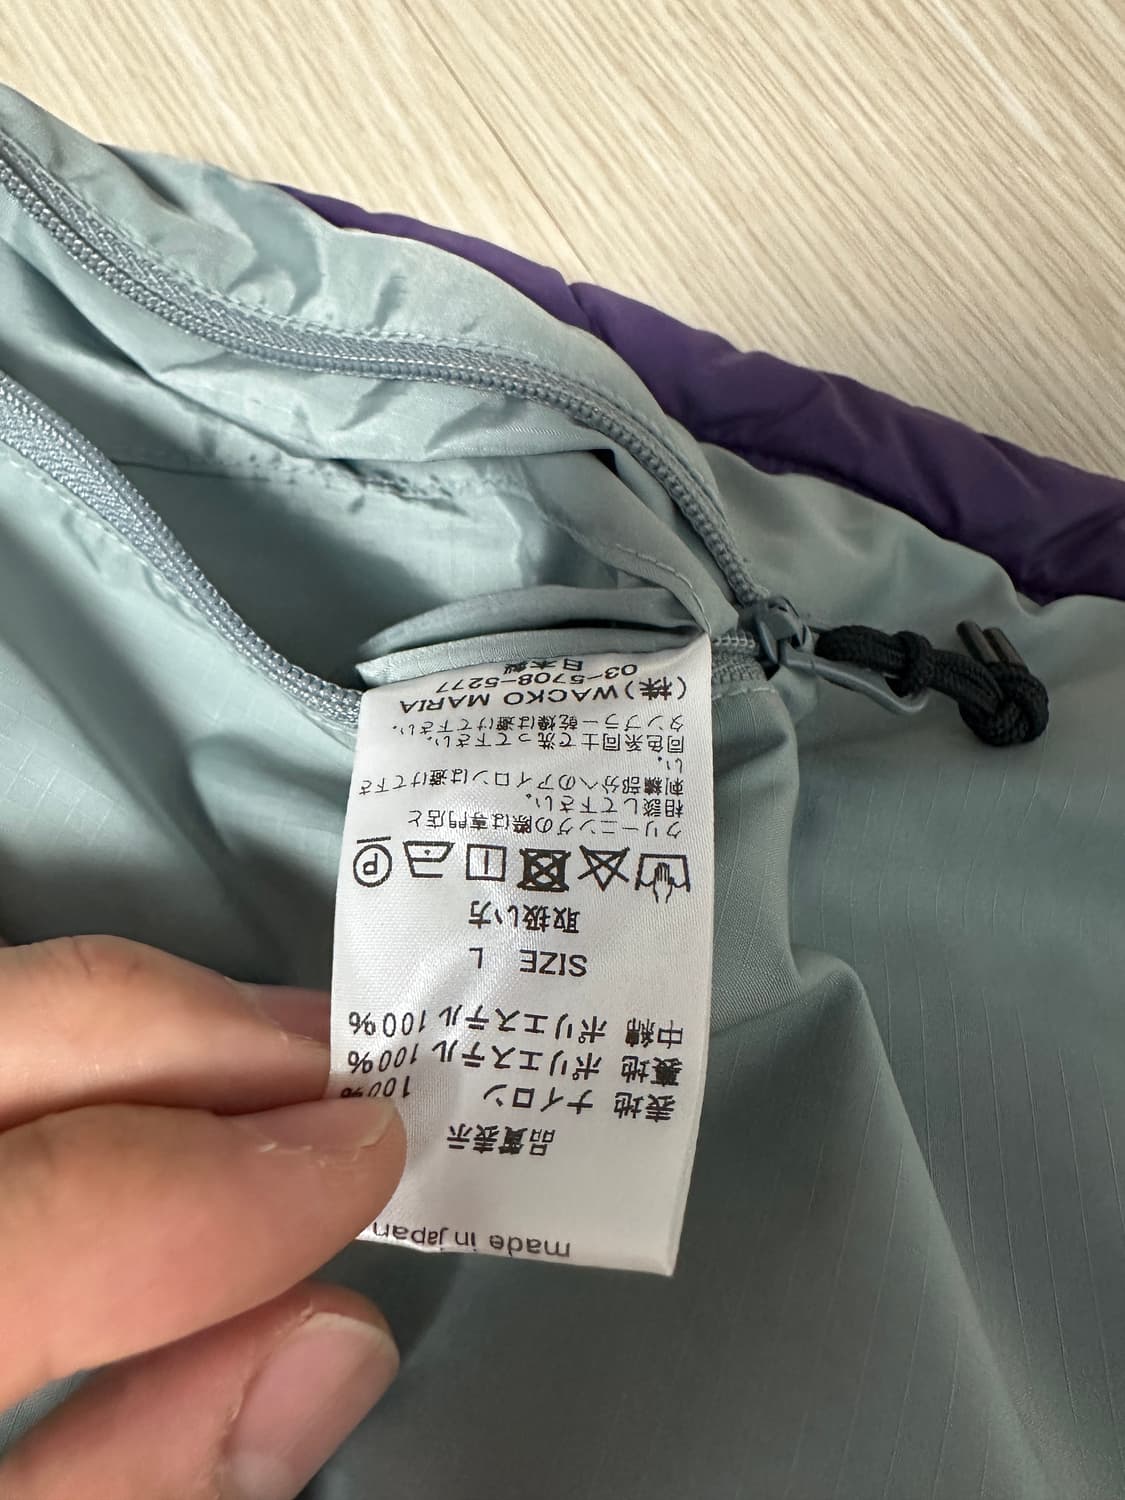 made in japan
品質表示
表地 ナイロン 100%
裏地 ポリエステル 100%
中綿 ポリエステル 100%
SIZE L
取扱い方
P
クリーニングの際は専門店と
相談して下さい。
刺繍部分へのアイロンは避けて下さ
い。
同色系同士で洗って下さい。
タンブラー乾燥は避けて下さい。
(株)WACKO MARIA
03-5708-5277
日本製